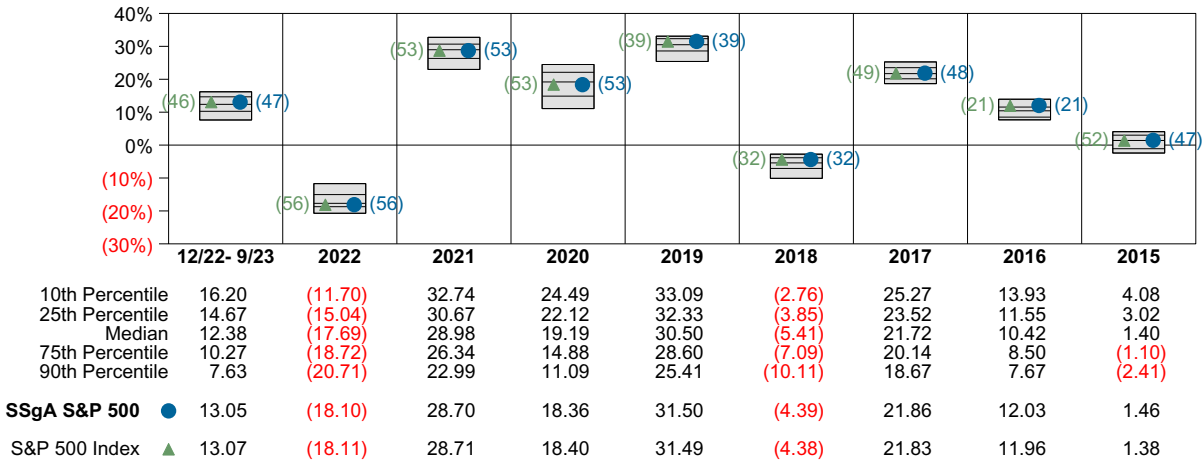 40%
30%
20%
10%
0%
(10%)
(20%)
(30%)
(46) (47)
(56) (56)
(53) (53)
(53) (53)
(39) (39)
(32) (32)
(49) (48)
(21) (21)
(52) (47)
12/22- 9/23 2022 2021 2020 2019 2018 2017 2016 2015
10th Percentile 16.20 (11.70) 32.74 24.49 33.09 (2.76) 25.27 13.93 4.08
25th Percentile 14.67 (15.04) 30.67 22.12 32.33 (3.85) 23.52 11.55 3.02
Median 12.38 (17.69) 28.98 19.19 30.50 (5.41) 21.72 10.42 1.40
75th Percentile 10.27 (18.72) 26.34 14.88 28.60 (7.09) 20.14 8.50 (1.10)
90th Percentile 7.63 (20.71) 22.99 11.09 25.41 (10.11) 18.67 7.67 (2.41)
SSgA S&P 500 13.05 (18.10) 28.70 18.36 31.50 (4.39) 21.86 12.03 1.46
S&P 500 Index 13.07 (18.11) 28.71 18.40 31.49 (4.38) 21.83 11.96 1.38